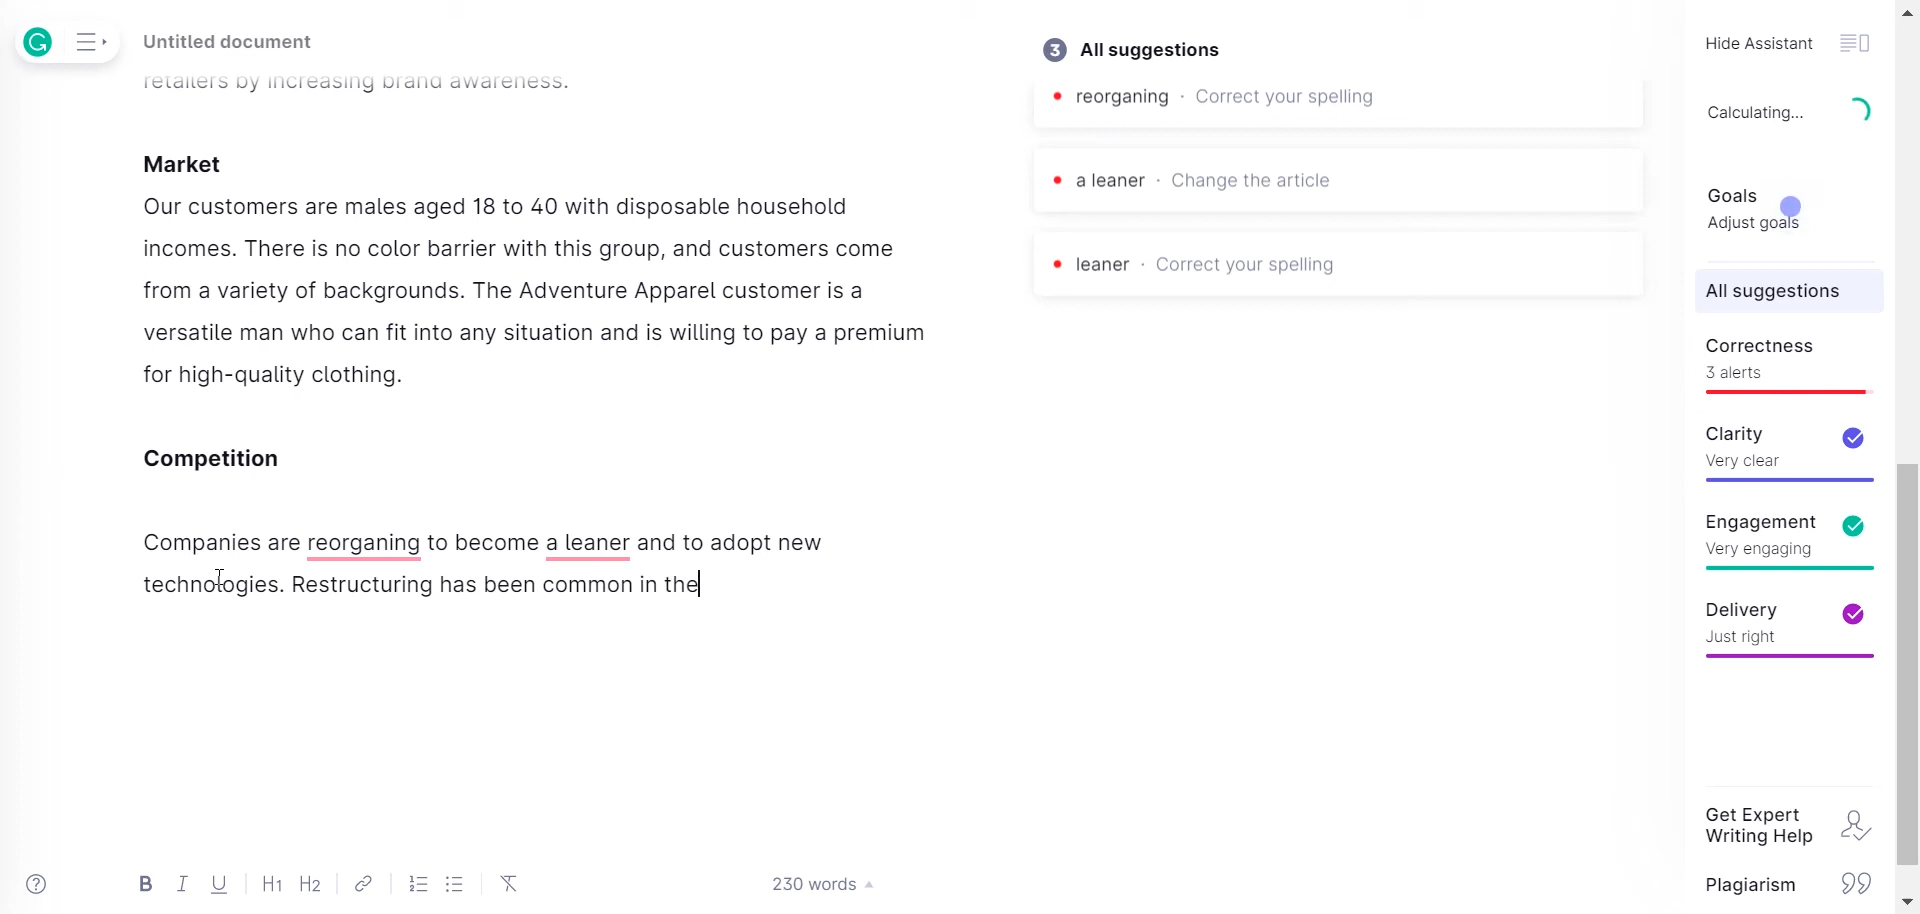 Untitled document
retailers by increasing brand awareness.
Market
Our customers are males aged 18 to 40 with disposable household
incomes. There is no color barrier with this group, and customers come
from a variety of backgrounds. The Adventure Apparel customer is a
versatile man who can fit into any situation and is willing to pay a premium
for high-quality clothing.
Competition
Companies are reorganing to become a leaner and to adopt new
technologies. Restructuring has been common in the
B I U H1 H2
230 words
3 All suggestions
reorganing · Correct your spelling
a leaner · Change the article
leaner · Correct your spelling
Hide Assistant
Calculating...
Goals
Adjust goals
All suggestions
Correctness
3 alerts
Clarity
Very clear
Engagement
Very engaging
Delivery
Just right
Get Expert
Writing Help
Plagiarism